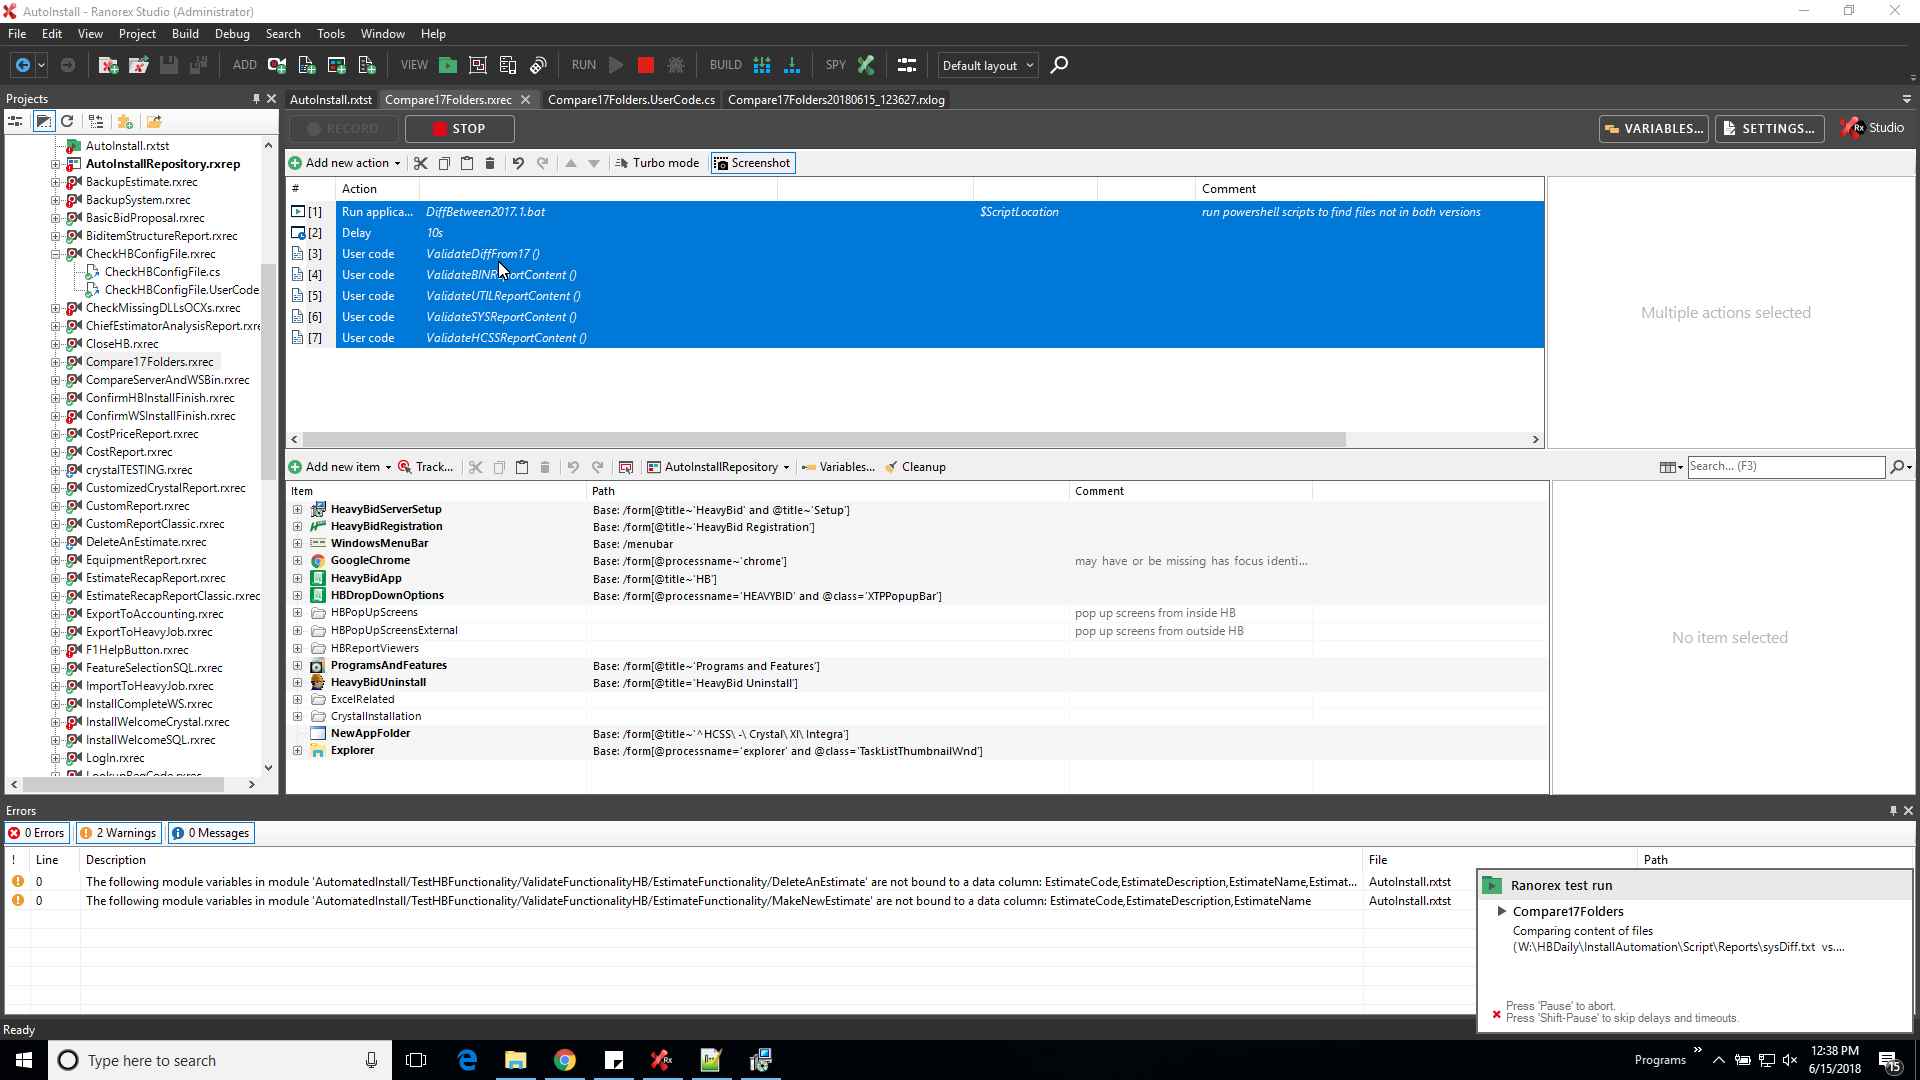 AutoInstall - Ranorex Studio (Administrator)
File Edit View Project Build Debug Search Tools Window Help
ADD VIEW RUN BUILD SPY Default layout
Projects
AutoInstall.rxtst Compare17Folders.rxrec Compare17Folders.UserCode.cs Compare17Folders20180615_123627.rxlog
RECORD STOP VARIABLES... SETTINGS... Rx Studio
Add new action Turbo mode Screenshot
# Action Comment
[1] Run applica... DiffBetween2017.1.bat $ScriptLocation run powershell scripts to find files not in both versions
[2] Delay 10s
[3] User code ValidateDiffFrom17 ()
[4] User code ValidateBINReportContent ()
[5] User code ValidateUTILReportContent ()
[6] User code ValidateSYSReportContent ()
[7] User code ValidateHCSSReportContent ()
Multiple actions selected
AutoInstall.rxtst
AutoInstallRepository.rxrep
BackupEstimate.rxrec
BackupSystem.rxrec
BasicBidProposal.rxrec
BiditemStructureReport.rxrec
CheckHBConfigFile.rxrec
CheckHBConfigFile.cs
CheckHBConfigFile.UserCode
CheckMissingDLLsOCXs.rxrec
ChiefEstimatorAnalysisReport.rxre
CloseHB.rxrec
Compare17Folders.rxrec
CompareServerAndWSBin.rxrec
ConfirmHBInstallFinish.rxrec
ConfirmWSInstallFinish.rxrec
CostPriceReport.rxrec
CostReport.rxrec
crystalTESTING.rxrec
CustomizedCrystalReport.rxrec
CustomReport.rxrec
CustomReportClassic.rxrec
DeleteAnEstimate.rxrec
EquipmentReport.rxrec
EstimateRecapReport.rxrec
EstimateRecapReportClassic.rxrec
ExportToAccounting.rxrec
ExportToHeavyJob.rxrec
F1HelpButton.rxrec
FeatureSelectionSQL.rxrec
ImportToHeavyJob.rxrec
InstallCompleteWS.rxrec
InstallWelcomeCrystal.rxrec
InstallWelcomeSQL.rxrec
LogIn.rxrec
LookupRegCode.rxrec
Add new item Track... AutoInstallRepository Variables... Cleanup Search... (F3)
Item Path Comment
HeavyBidServerSetup Base: /form[@title~'HeavyBid' and @title~'Setup']
HeavyBidRegistration Base: /form[@title~'HeavyBid Registration']
WindowsMenuBar Base: /menubar
GoogleChrome Base: /form[@processname~'chrome'] may have or be missing has focus identi...
HeavyBidApp Base: /form[@title~'HB']
HBDropDownOptions Base: /form[@processname='HEAVYBID' and @class='XTPPopupBar']
HBPopUpScreens pop up screens from inside HB
HBPopUpScreensExternal pop up screens from outside HB
HBReportViewers
ProgramsAndFeatures Base: /form[@title~'Programs and Features']
HeavyBidUninstall Base: /form[@title='HeavyBid Uninstall']
ExcelRelated
CrystalInstallation
NewAppFolder Base: /form[@title~'^HCSS\ -\ Crystal\ XI\ Integra']
Explorer Base: /form[@processname='explorer' and @class='TaskListThumbnailWnd']
No item selected
Errors
0 Errors 2 Warnings 0 Messages
! Line Description File Path
0 The following module variables in module 'AutomatedInstall/TestHBFunctionality/ValidateFunctionalityHB/EstimateFunctionality/DeleteAnEstimate' are not bound to a data column: EstimateCode,EstimateDescription,EstimateName,Estimat... AutoInstall.rxtst
0 The following module variables in module 'AutomatedInstall/TestHBFunctionality/ValidateFunctionalityHB/EstimateFunctionality/MakeNewEstimate' are not bound to a data column: EstimateCode,EstimateDescription,EstimateName AutoInstall.rxtst
Ranorex test run
Compare17Folders
Comparing content of files
(W:\HBDaily\InstallAutomation\Script\Reports\sysDiff.txt vs....
Press 'Pause' to abort.
Press 'Shift-Pause' to skip delays and timeouts.
Ready
Type here to search
Programs
12:38 PM
6/15/2018
15